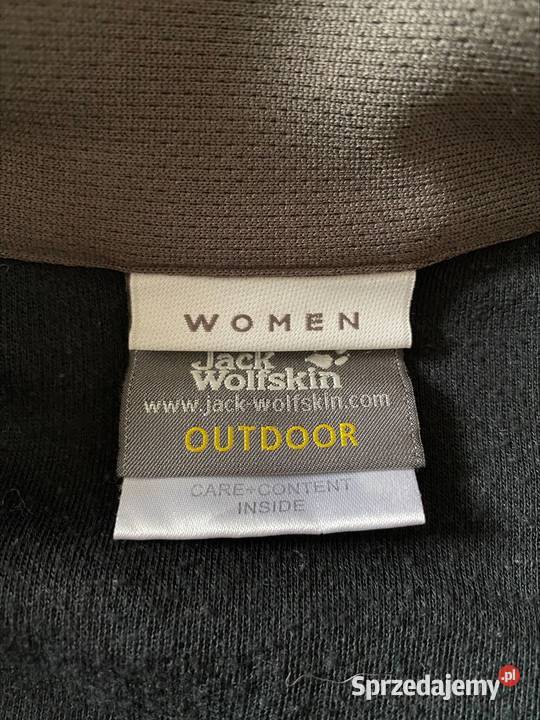 WOMEN
Jack
Wolfskin
www.jack-wolfskin.com
OUTDOOR
CARE+CONTENT
INSIDE
Sprzedajemy.pl